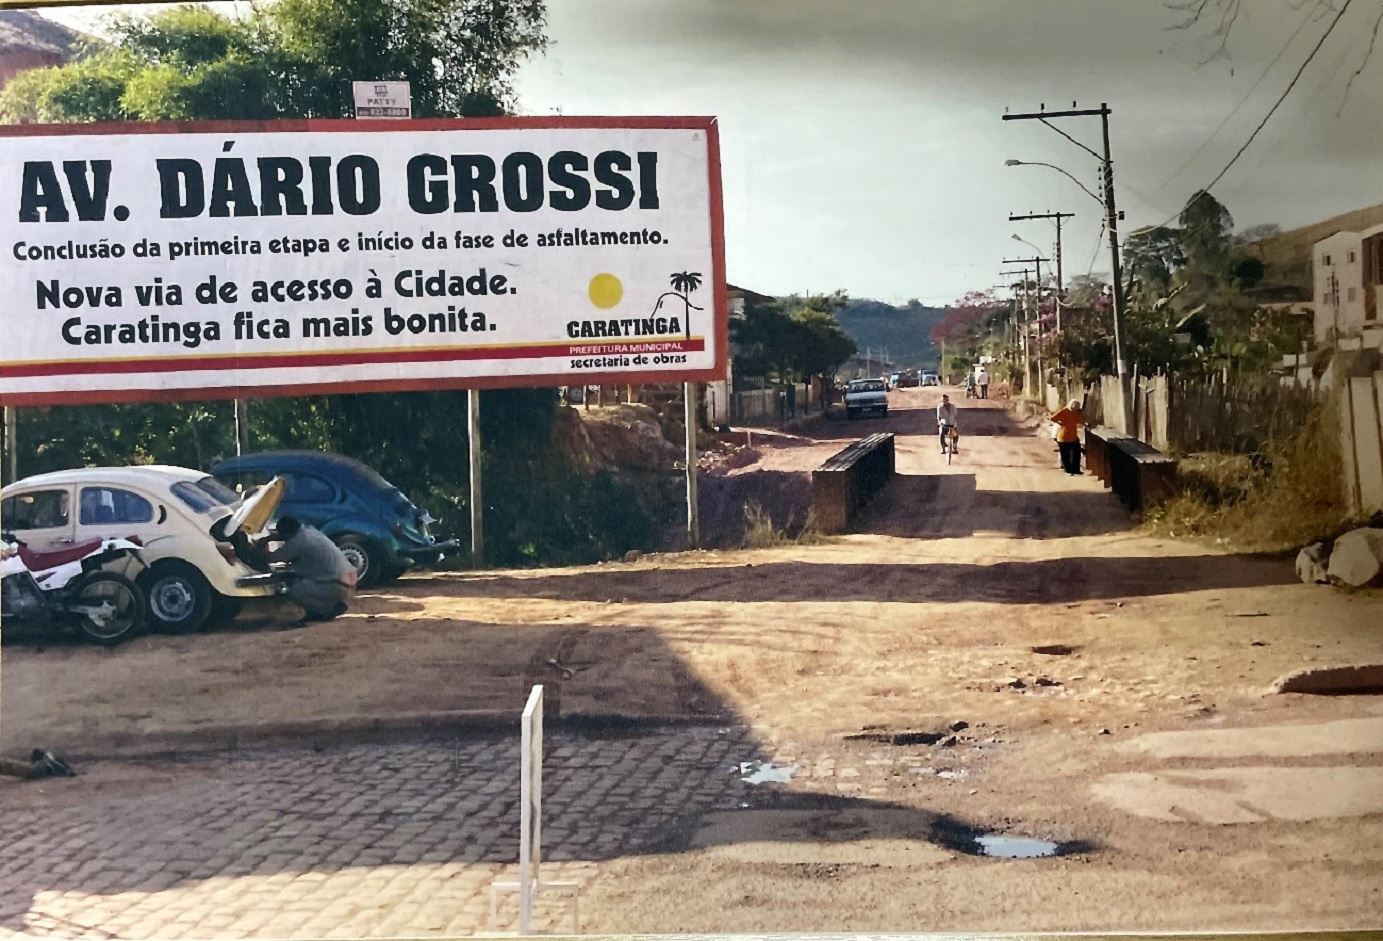 PATTY
AV. DÁRIO GROSSI
Conclusão da primeira etapa e início da fase de asfaltamento.
Nova via de acesso à Cidade.
Caratinga fica mais bonita.
CARATINGA
PREFEITURA MUNICIPAL
secretaria de obras